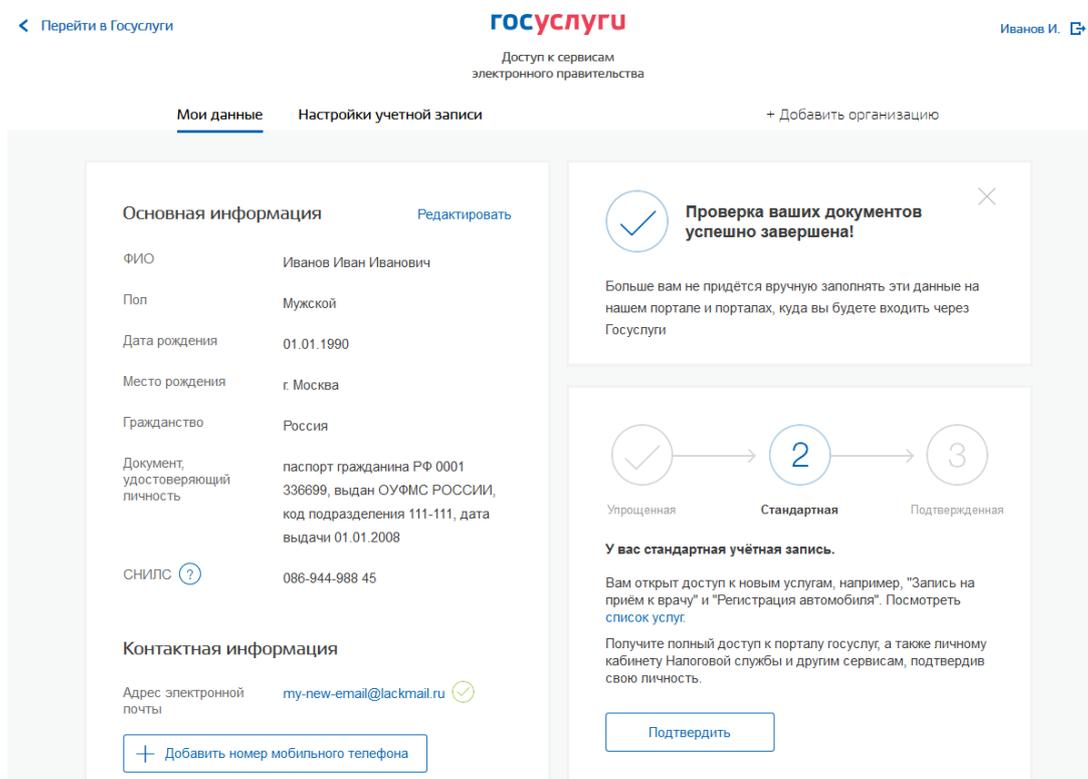 Перейти в Госуслуги
госуслуги
Иванов И.
Доступ к сервисам
электронного правительства
Мои данные
Настройки учетной записи
+ Добавить организацию
Основная информация
Редактировать
ФИО
Иванов Иван Иванович
Пол
Мужской
Дата рождения
01.01.1990
Место рождения
г. Москва
Гражданство
Россия
Документ,
удостоверяющий
личность
паспорт гражданина РФ 0001
336699, выдан ОУФМС РОССИИ,
код подразделения 111-111, дата
выдачи 01.01.2008
СНИЛС ?
086-944-988 45
Контактная информация
Адрес электронной
почты
my-new-email@lackmail.ru
+ Добавить номер мобильного телефона
Проверка ваших документов
успешно завершена!
Больше вам не придётся вручную заполнять эти данные на
нашем портале и порталах, куда вы будете входить через
Госуслуги
2
3
Упрощенная
Стандартная
Подтвержденная
У вас стандартная учётная запись.
Вам открыт доступ к новым услугам, например, "Запись на
приём к врачу" и "Регистрация автомобиля". Посмотреть
список услуг.
Получите полный доступ к порталу госуслуг, а также личному
кабинету Налоговой службы и другим сервисам, подтвердив
свою личность.
Подтвердить